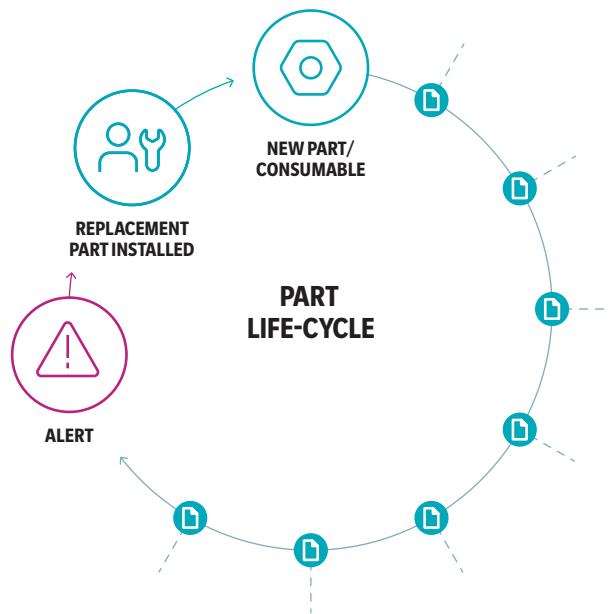 NEW PART/
CONSUMABLE
REPLACEMENT
PART INSTALLED
PART
LIFE-CYCLE
ALERT